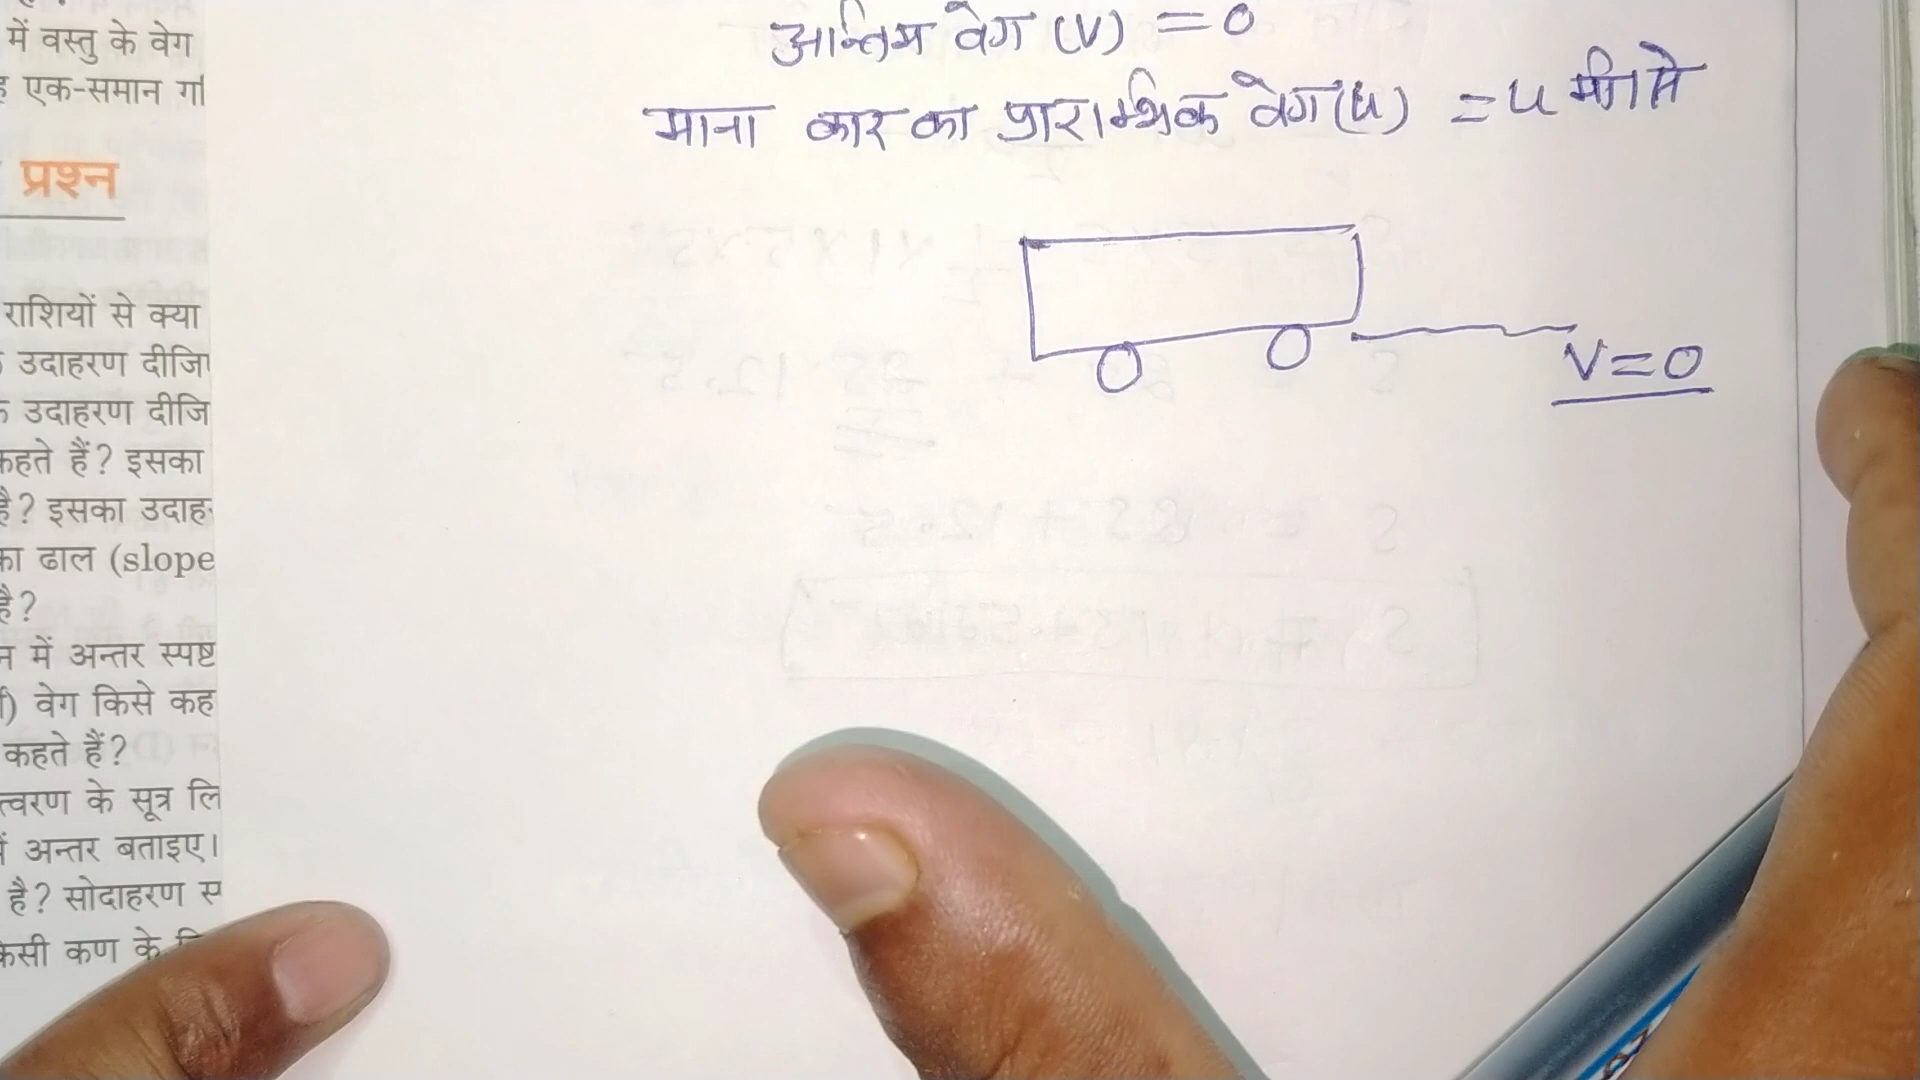 में वस्तु के वेग
एक-समान
प्रश्न
राशियों से क्या
उदाहरण दीजि
उदाहरण दीजि
कहते हैं? इसका
है? इसका उदाह
का ढाल (slope
है?
में अन्तर स्पष्ट
वेग किसे कह
कहते हैं?
त्वरण के सूत्र लि
में अन्तर बताइए।
है? सोदाहरण
कण के
अन्तिम वेग (V) = 0
माना कार का प्रारम्भिक वेग (u) = u
V=0